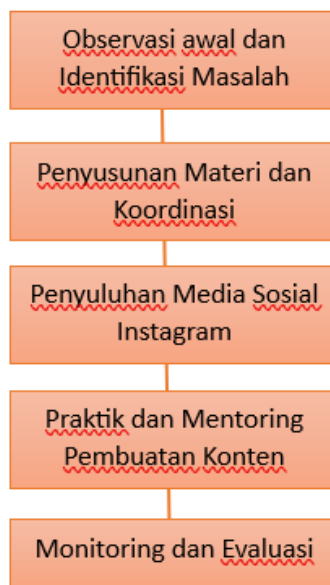 Observasi awal dan
Identifikasi Masalah
Penyusunan Materi dan
Koordinasi
Penyuluhan Media Sosial
Instagram
Praktik dan Mentoring
Pembuatan Konten
Monitoring dan Evaluasi